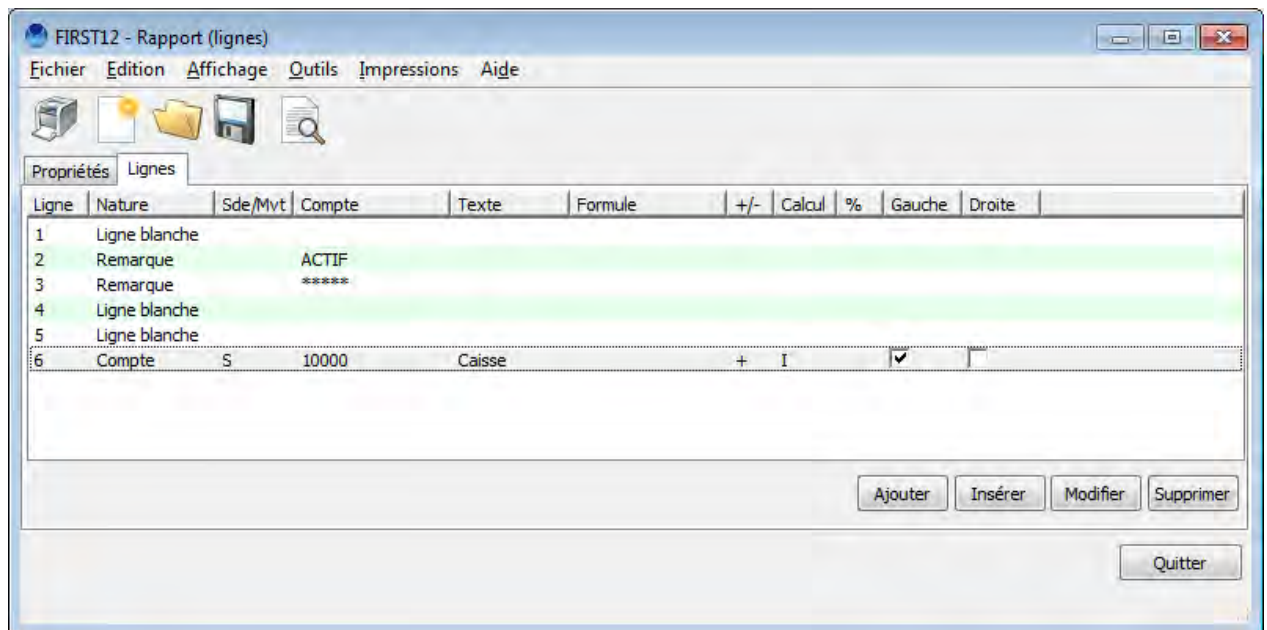 FIRST12 - Rapport (lignes)
Fichier Edition Affichage Outils Impressions Aide
Propriétés Lignes
Ligne Nature Sde/Mvt Compte Texte Formule +/- Calcul % Gauche Droite
1 Ligne blanche
2 Remarque ACTIF
3 Remarque *****
4 Ligne blanche
5 Ligne blanche
6 Compte S 10000 Caisse + I
Ajouter Insérer Modifier Supprimer
Quitter